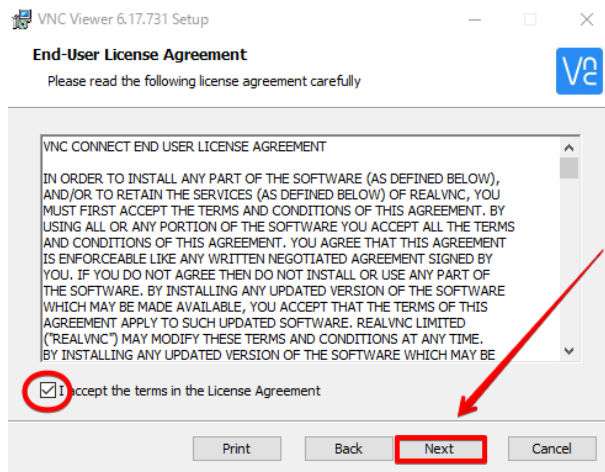 VNC Viewer 6.17.731 Setup
End-User License Agreement
Please read the following license agreement carefully
VNC CONNECT END USER LICENSE AGREEMENT
IN ORDER TO INSTALL ANY PART OF THE SOFTWARE (AS DEFINED BELOW),
AND/OR TO RETAIN THE SERVICES (AS DEFINED BELOW) OF REALVNC, YOU
MUST FIRST ACCEPT THE TERMS AND CONDITIONS OF THIS AGREEMENT. BY
USING ALL OR ANY PORTION OF THE SOFTWARE YOU ACCEPT ALL THE TERMS
AND CONDITIONS OF THIS AGREEMENT. YOU AGREE THAT THIS AGREEMENT
IS ENFORCEABLE LIKE ANY WRITTEN NEGOTIATED AGREEMENT SIGNED BY
YOU. IF YOU DO NOT AGREE THEN DO NOT INSTALL OR USE ANY PART OF
THE SOFTWARE. BY INSTALLING ANY UPDATED VERSION OF THE SOFTWARE
WHICH MAY BE MADE AVAILABLE, YOU ACCEPT THAT THE TERMS OF THIS
AGREEMENT APPLY TO SUCH UPDATED SOFTWARE. REALVNC LIMITED
("REALVNC") MAY MODIFY THESE TERMS AND CONDITIONS AT ANY TIME.
BY INSTALLING ANY UPDATED VERSION OF THE SOFTWARE WHICH MAY BE
I accept the terms in the License Agreement
Print Back Next Cancel